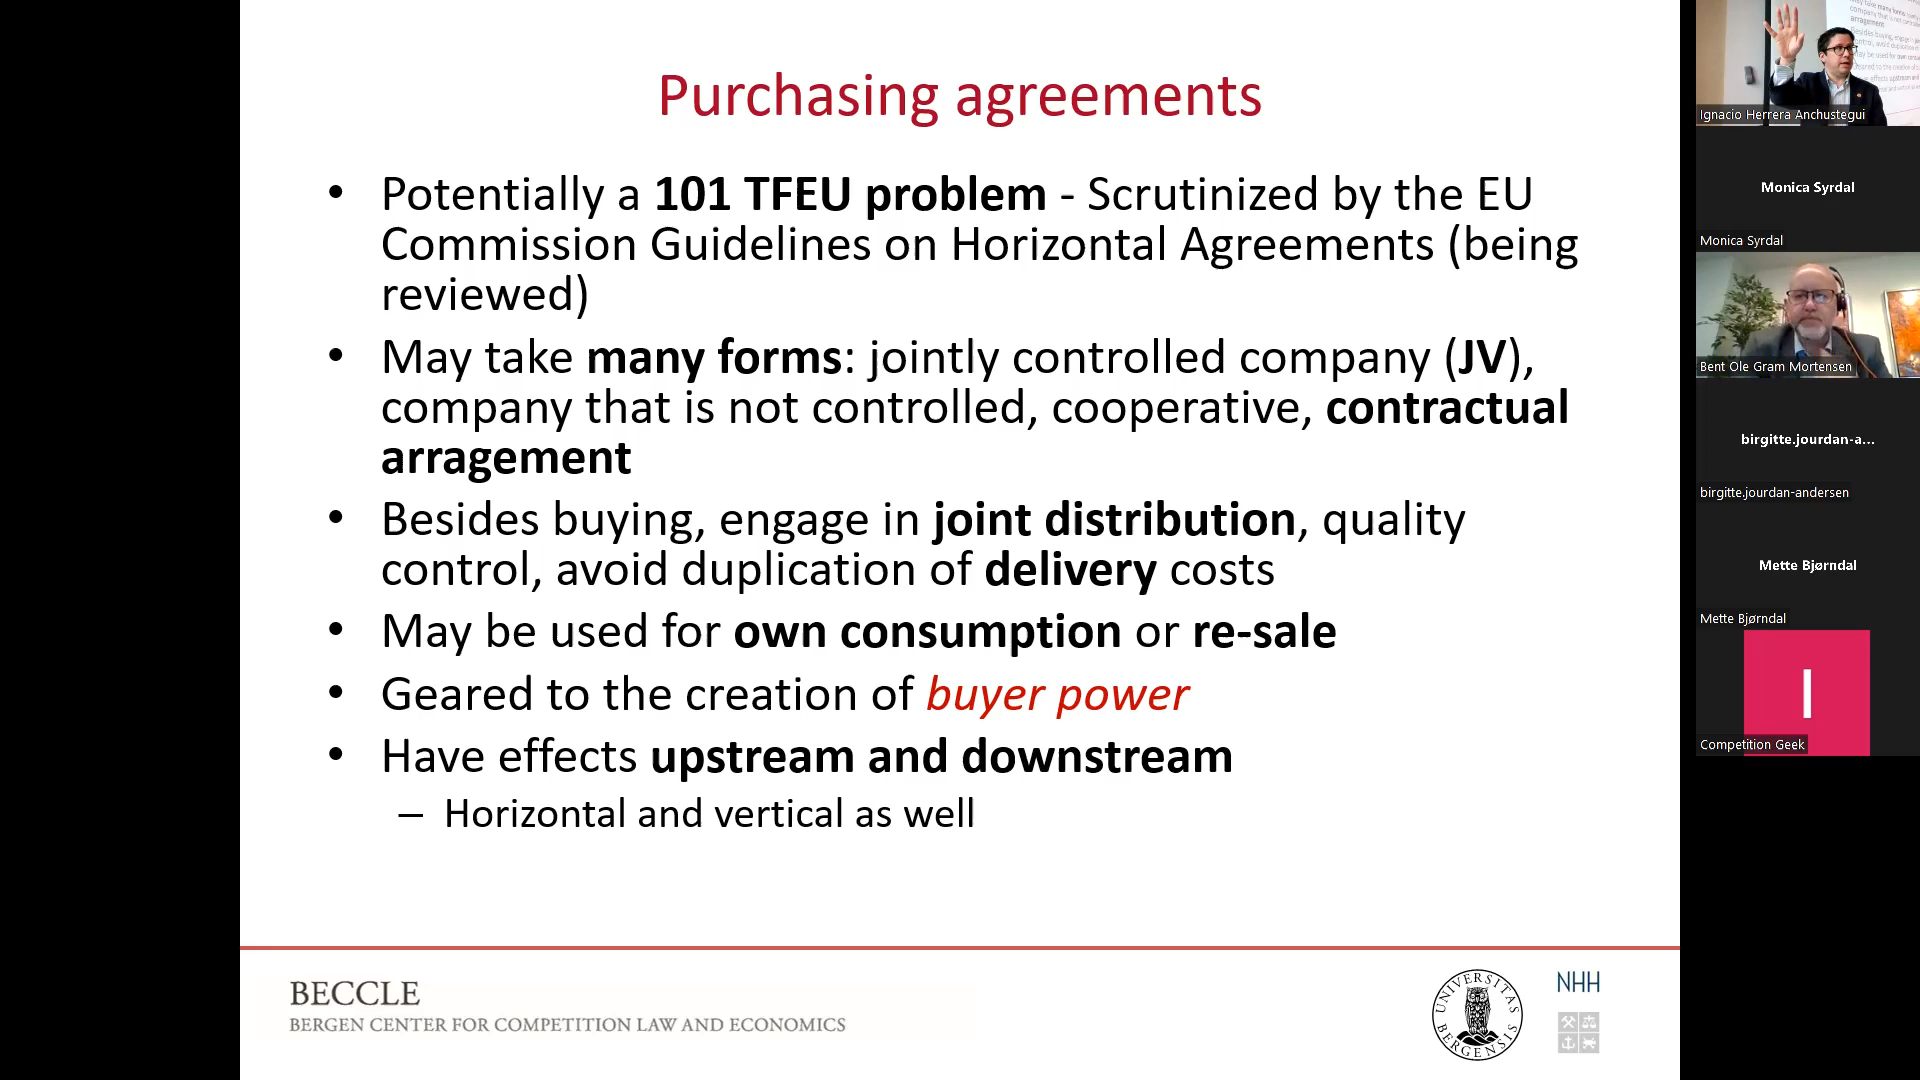 Purchasing agreements
• Potentially a 101 TFEU problem - Scrutinized by the EU
Commission Guidelines on Horizontal Agreements (being
reviewed)
• May take many forms: jointly controlled company (JV),
company that is not controlled, cooperative, contractual
arragement
• Besides buying, engage in joint distribution, quality
control, avoid duplication of delivery costs
• May be used for own consumption or re-sale
• Geared to the creation of buyer power
• Have effects upstream and downstream
– Horizontal and vertical as well
BECCLE
BERGEN CENTER FOR COMPETITION LAW AND ECONOMICS
UNIVERSITAS
BERGENSIS
NHH
Ignacio Herrera Anchustegui
Monica Syrdal
Monica Syrdal
Bent Ole Gram Mortensen
birgitte.jourdan-a...
birgitte.jourdan-andersen
Mette Bjørndal
Mette Bjørndal
I
Competition Geek